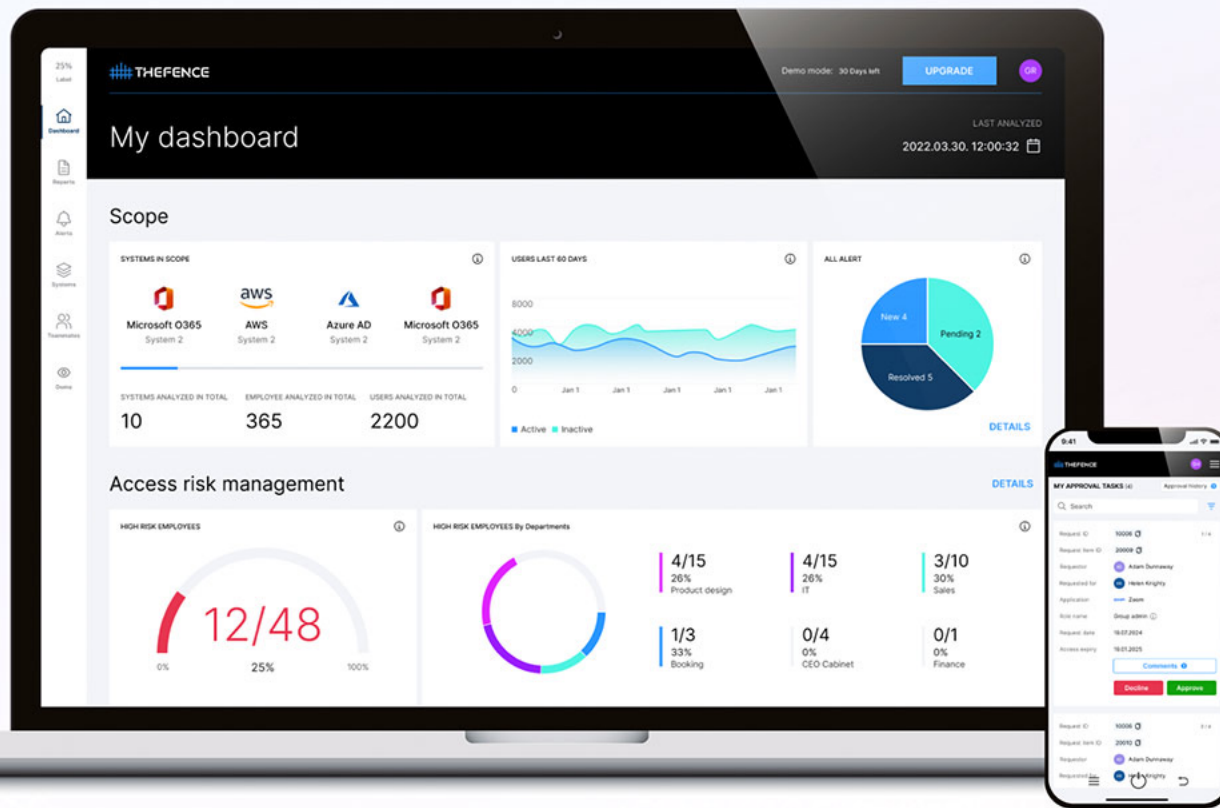 25%
Label
THEFENCE
Demo mode: 30 Days left
UPGRADE
GR
Dashboard
My dashboard
LAST ANALYZED
2022.03.30. 12:00:32
Reports
Alerts
Systems
Teammates
Demo
Scope
SYSTEMS IN SCOPE
Microsoft O365
System 2
aws
AWS
System 2
Azure AD
System 2
Microsoft O365
System 2
SYSTEMS ANALYZED IN TOTAL
10
EMPLOYEE ANALYZED IN TOTAL
365
USERS ANALYZED IN TOTAL
2200
USERS LAST 60 DAYS
8000
4000
2000
0 Jan 1 Jan 1 Jan 1 Jan 1 Jan 1
Active Inactive
ALL ALERT
New 4
Pending 2
Resolved 5
DETAILS
Access risk management
DETAILS
HIGH RISK EMPLOYEES
12/48
0% 25% 100%
HIGH RISK EMPLOYEES By Departments
4/15
26%
Product design
4/15
26%
IT
3/10
30%
Sales
1/3
33%
Booking
0/4
0%
CEO Cabinet
0/1
0%
Finance
9:41
THEFENCE
MY APPROVAL TASKS (4) Approval history
Search
Request ID 10006
Request item ID 20009
Requestor Adam Dunnaway
Requested for Helen Knighty
Application Zoom
Role name Group admin
Request date 19.07.2024
Access expiry 19.01.2025
Comments
Decline Approve
Request ID 10006
Request item ID 20010
Requestor Adam Dunnaway
Requested for